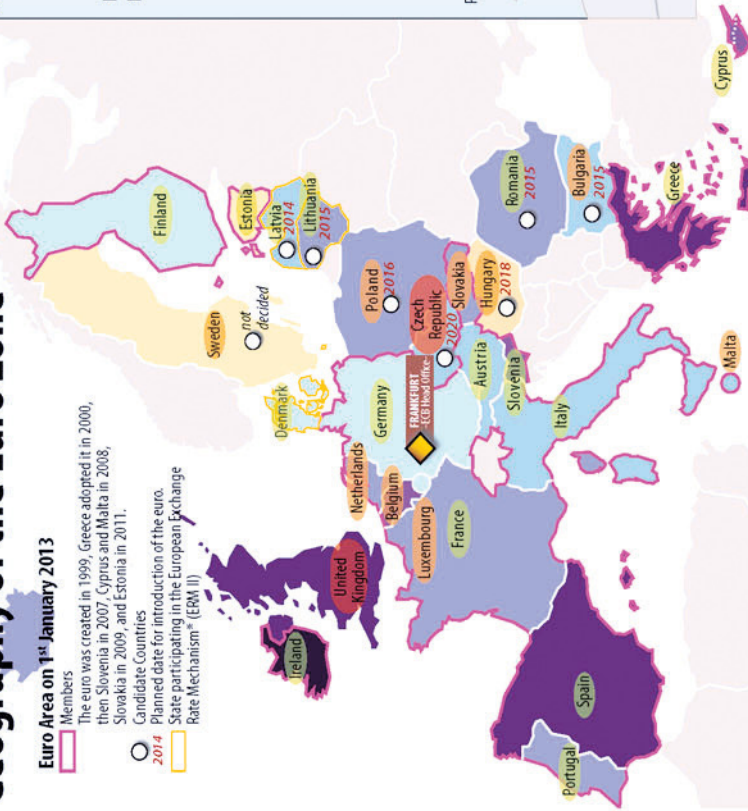 Geography of the Euro zone
Euro Area on 1st January 2013
Members
The euro was created in 1999, Greece adopted it in 2000,
then Slovenia in 2007, Cyprus and Malta in 2008,
Slovakia in 2009, and Estonia in 2011.
Candidate Countries
2014 Planned date for introduction of the euro.
State participating in the European Exchange
Rate Mechanism* (ERM II)
Finland
Sweden
not
decided
Estonia
Latvia
2014
Lithuania
2015
Denmark
United
Kingdom
Ireland
Netherlands
Belgium
Luxembourg
Germany
FRANKFURT
-ECB Head Office-
Poland
2016
Czech
Republic
2020
Slovakia
Hungary
2018
Romania
2015
Bulgaria
2015
Austria
Slovenia
France
Italy
Spain
Portugal
Greece
Cyprus
Malta